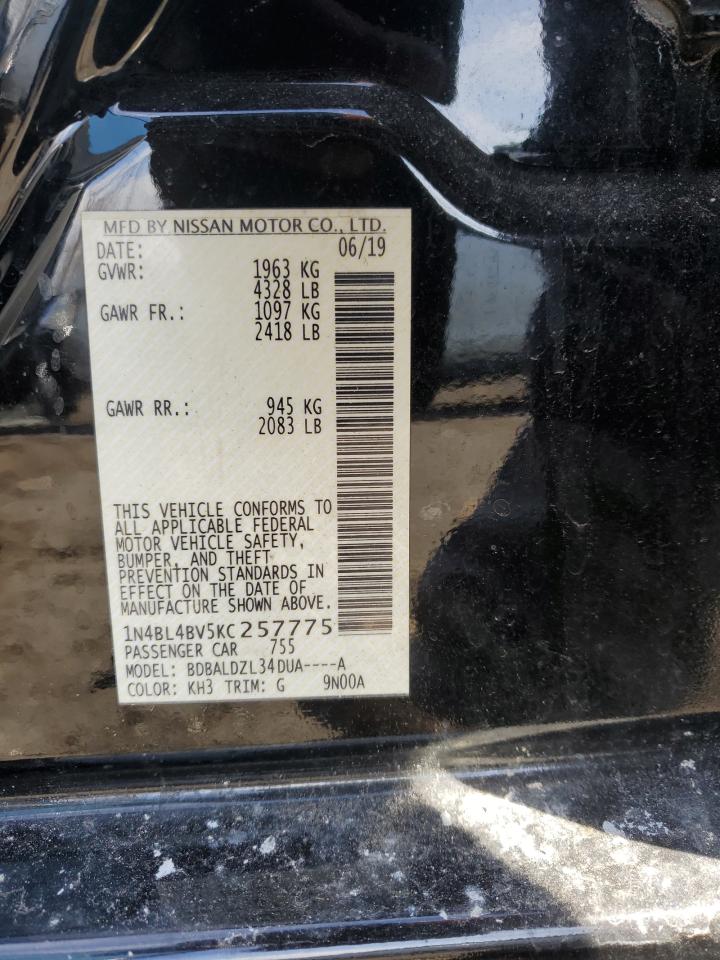 MFD BY NISSAN MOTOR CO., LTD.
DATE: 06/19
GVWR: 1963 KG
4328 LB
GAWR FR.: 1097 KG
2418 LB
GAWR RR.: 945 KG
2083 LB
THIS VEHICLE CONFORMS TO
ALL APPLICABLE FEDERAL
MOTOR VEHICLE SAFETY,
BUMPER, AND THEFT
PREVENTION STANDARDS IN
EFFECT ON THE DATE OF
MANUFACTURE SHOWN ABOVE.
1N4BL4BV5KC257775
PASSENGER CAR 755
MODEL: BDBALDZL34DUA----A
COLOR: KH3 TRIM: G 9N00A